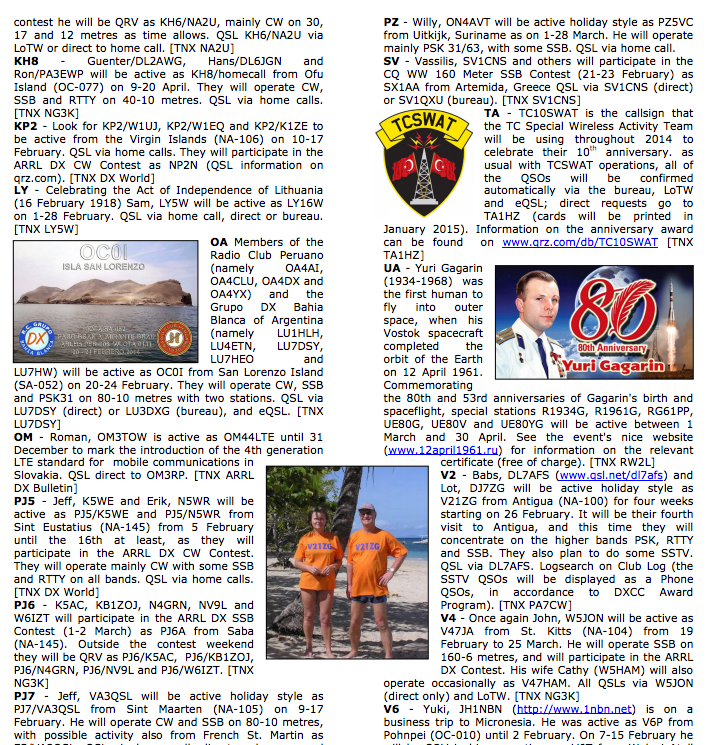 contest he will be QRV as KH6/NA2U, mainly CW on 30,
17 and 12 metres as time allows. QSL KH6/NA2U via
LoTW or direct to home call. [TNX NA2U]
KH8 - Guenter/DL2AWG, Hans/DL6JGN and
Ron/PA3EWP will be active as KH8/homecall from Ofu
Island (OC-077) on 9-20 April. They will operate CW,
SSB and RTTY on 40-10 metres. QSL via home calls.
[TNX NG3K]
KP2 - Look for KP2/W1UJ, KP2/W1EQ and KP2/K1ZE to
be active from the Virgin Islands (NA-106) on 10-17
February. QSL via home calls. They will participate in the
ARRL DX CW Contest as NP2N (QSL information on
qrz.com). [TNX DX World]
LY - Celebrating the Act of Independence of Lithuania
(16 February 1918) Sam, LY5W will be active as LY16W
on 1-28 February. QSL via home call, direct or bureau.
[TNX LY5W]
OC0I
ISLA SAN LORENZO
DX
OA Members of the
Radio Club Peruano
(namely OA4AI,
OA4CLU, OA4DX and
OA4YX) and the
Grupo DX Bahia
Blanca of Argentina
(namely LU1HLH,
LU4ETN, LU7DSY,
LU7HEO and
LU7HW) will be active as OC0I from San Lorenzo Island
(SA-052) on 20-24 February. They will operate CW, SSB
and PSK31 on 80-10 metres with two stations. QSL via
LU7DSY (direct) or LU3DXG (bureau), and eQSL. [TNX
LU7DSY]
OM - Roman, OM3TOW is active as OM44LTE until 31
December to mark the introduction of the 4th generation
LTE standard for mobile communications in
Slovakia. QSL direct to OM3RP. [TNX ARRL
DX Bulletin]
PJ5 - Jeff, K5WE and Erik, N5WR will be
active as PJ5/K5WE and PJ5/N5WR from
Sint Eustatius (NA-145) from 5 February
until the 16th at least, as they will
participate in the ARRL DX CW Contest.
They will operate mainly CW with some SSB
and RTTY on all bands. QSL via home calls.
[TNX DX World]
PJ6 - K5AC, KB1ZOJ, N4GRN, NV9L and
W6IZT will participate in the ARRL DX SSB
Contest (1-2 March) as PJ6A from Saba
(NA-145). Outside the contest weekend
they will be QRV as PJ6/K5AC, PJ6/KB1ZOJ,
PJ6/N4GRN, PJ6/NV9L and PJ6/W6IZT. [TNX
NG3K]
PJ7 - Jeff, VA3QSL will be active holiday style as
PJ7/VA3QSL from Sint Maarten (NA-105) on 9-17
February. He will operate CW and SSB on 80-10 metres,
with possibly activity also from French St. Martin as
V21ZG
V21ZG
PZ - Willy, ON4AVT will be active holiday style as PZ5VC
from Uitkijk, Suriname as on 1-28 March. He will operate
mainly PSK 31/63, with some SSB. QSL via home call.
SV - Vassilis, SV1CNS and others will participate in the
CQ WW 160 Meter SSB Contest (21-23 February) as
SX1AA from Artemida, Greece QSL via SV1CNS (direct)
or SV1QXU (bureau). [TNX SV1CNS]
TCSWAT
TA - TC10SWAT is the callsign that
the TC Special Wireless Activity Team
will be using throughout 2014 to
celebrate their 10th anniversary. as
usual with TCSWAT operations, all of
the QSOs will be confirmed
automatically via the bureau, LoTW
and eQSL; direct requests go to
TA1HZ (cards will be printed in
January 2015). Information on the anniversary award
can be found on www.qrz.com/db/TC10SWAT [TNX
TA1HZ]
UA - Yuri Gagarin
(1934-1968) was
the first human to
fly into outer
space, when his
Vostok spacecraft
completed the
orbit of the Earth
on 12 April 1961.
Commemorating
80
80th Anniversary
Yuri Gagarin
the 80th and 53rd anniversaries of Gagarin's birth and
spaceflight, special stations R1934G, R1961G, RG61PP,
UE80G, UE80V and UE80YG will be active between 1
March and 30 April. See the event's nice website
(www.12april1961.ru) for information on the relevant
certificate (free of charge). [TNX RW2L]
V2 - Babs, DL7AFS (www.qsl.net/dl7afs) and
Lot, DJ7ZG will be active holiday style as
V21ZG from Antigua (NA-100) for four weeks
starting on 26 February. It will be their fourth
visit to Antigua, and this time they will
concentrate on the higher bands PSK, RTTY
and SSB. They also plan to do some SSTV.
QSL via DL7AFS. Logsearch on Club Log (the
SSTV QSOs will be displayed as a Phone
QSOs, in accordance to DXCC Award
Program). [TNX PA7CW]
V4 - Once again John, W5JON will be active as
V47JA from St. Kitts (NA-104) from 19
February to 25 March. He will operate SSB on
160-6 metres, and will participate in the ARRL
DX Contest. His wife Cathy (W5HAM) will also
operate occasionally as V47HAM. All QSLs via W5JON
(direct only) and LoTW. [TNX NG3K]
V6 - Yuki, JH1NBN (http://www.1nbn.net) is on a
business trip to Micronesia. He was active as V6P from
Pohnpei (OC-010) until 2 February. On 7-15 February he